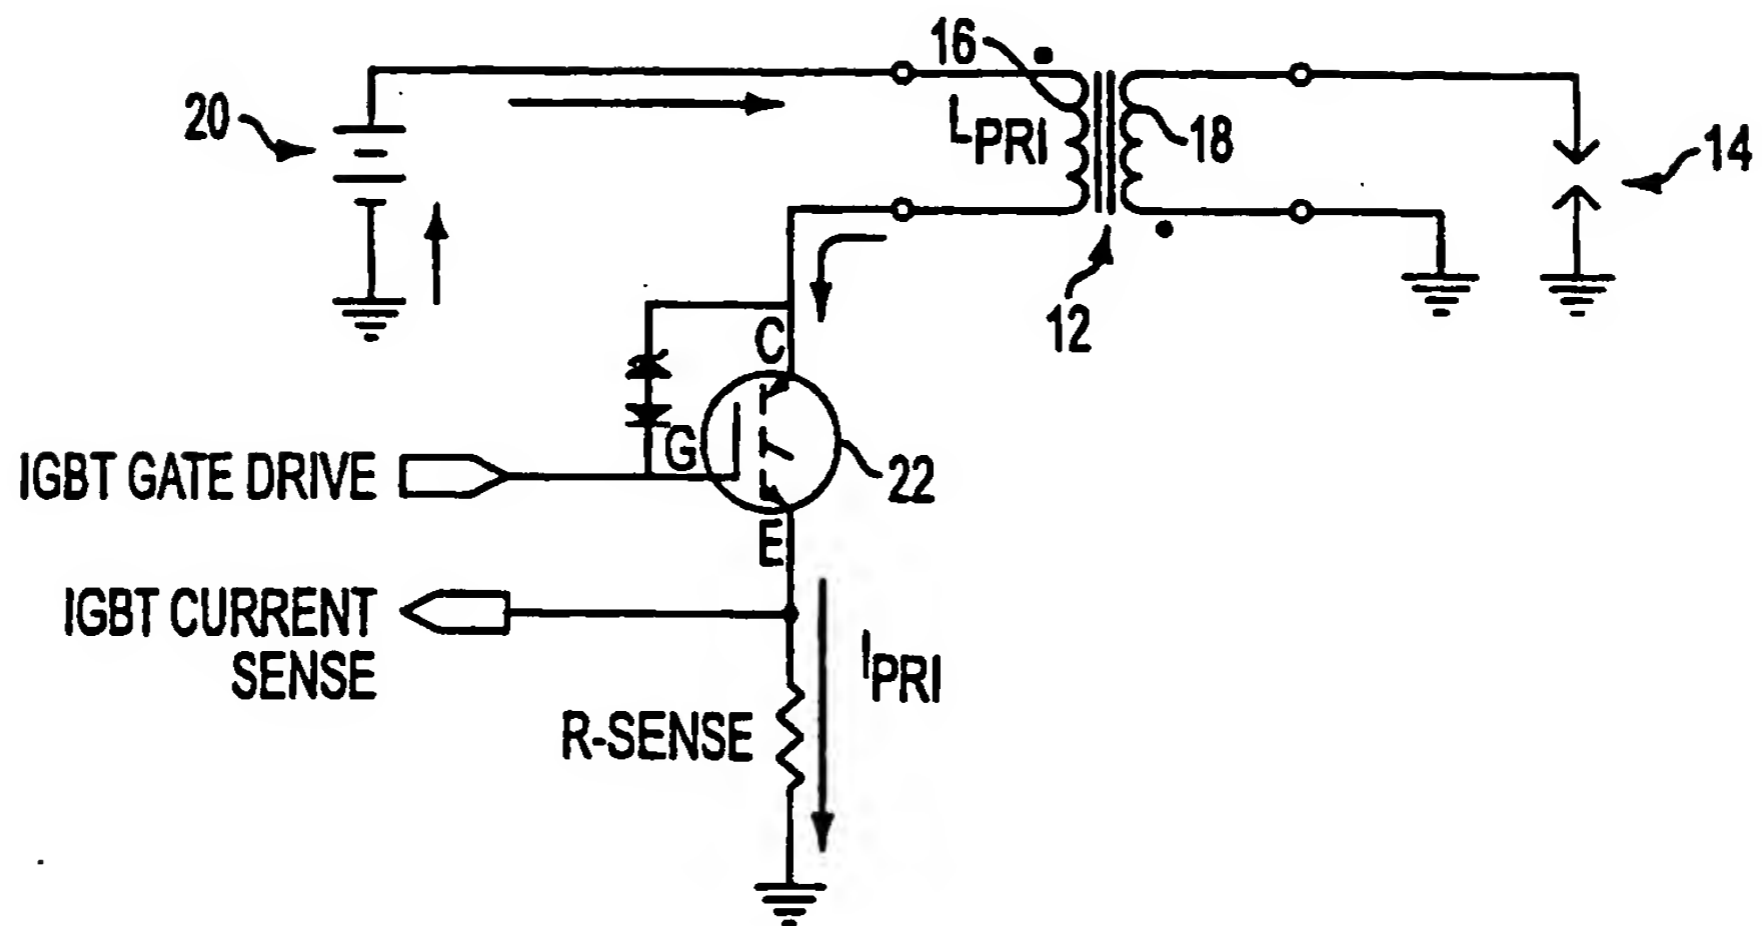 16
20
LPRI
18
14
12
C
G
IGBT GATE DRIVE
22
E
IGBT CURRENT
SENSE
IPRI
R-SENSE